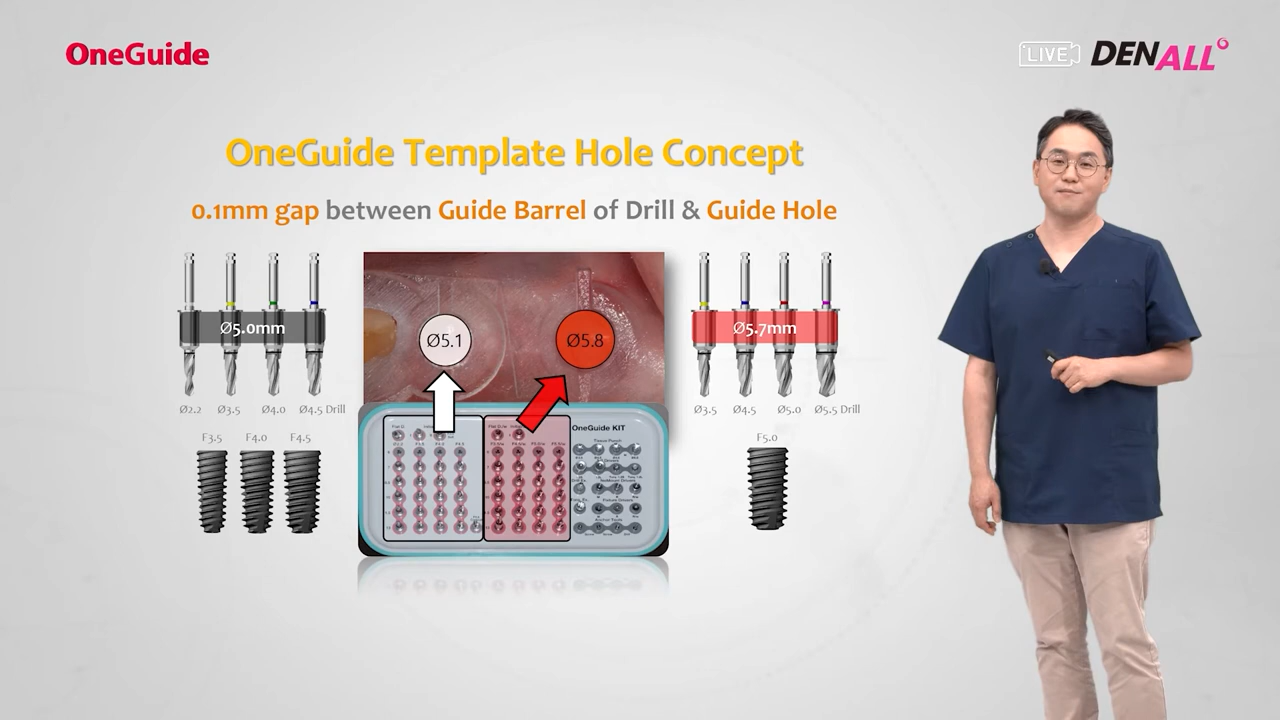 OneGuide
LIVE
DENALL
OneGuide Template Hole Concept
0.1mm gap between Guide Barrel of Drill & Guide Hole
Ø5.0mm
Ø5.1
Ø5.8
Ø5.7mm
Ø2.2 Ø3.5 Ø4.0 Ø4.5 Drill
Ø3.5 Ø4.5 Ø5.0 Ø5.5 Drill
F3.5 F4.0 F4.5
F5.0
OneGuide KIT